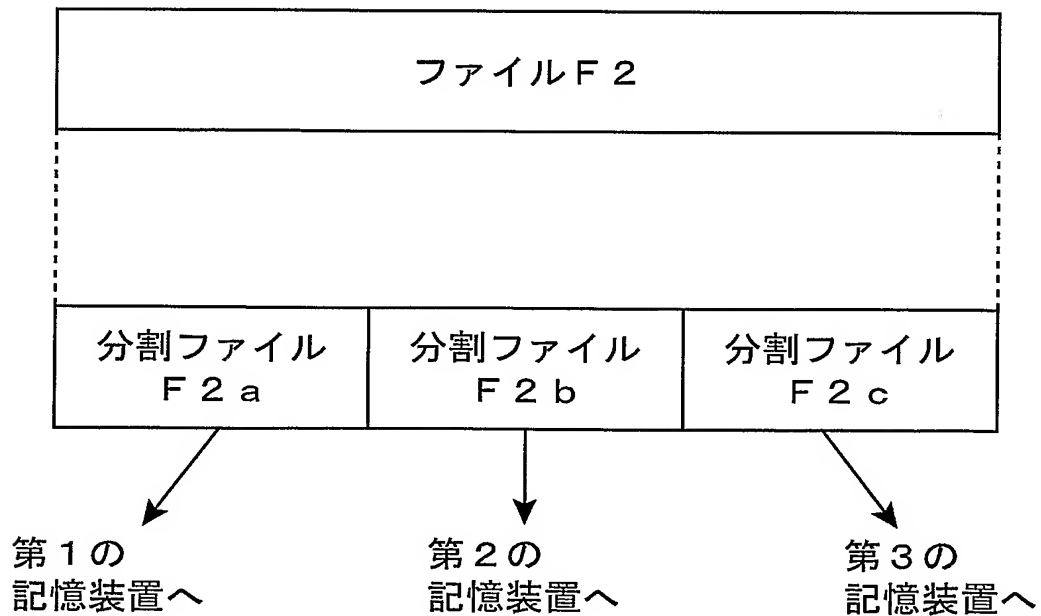 ファイルF2
分割ファイル
F2a
分割ファイル
F2b
分割ファイル
F2c
第1の
記憶装置へ
第2の
記憶装置へ
第3の
記憶装置へ